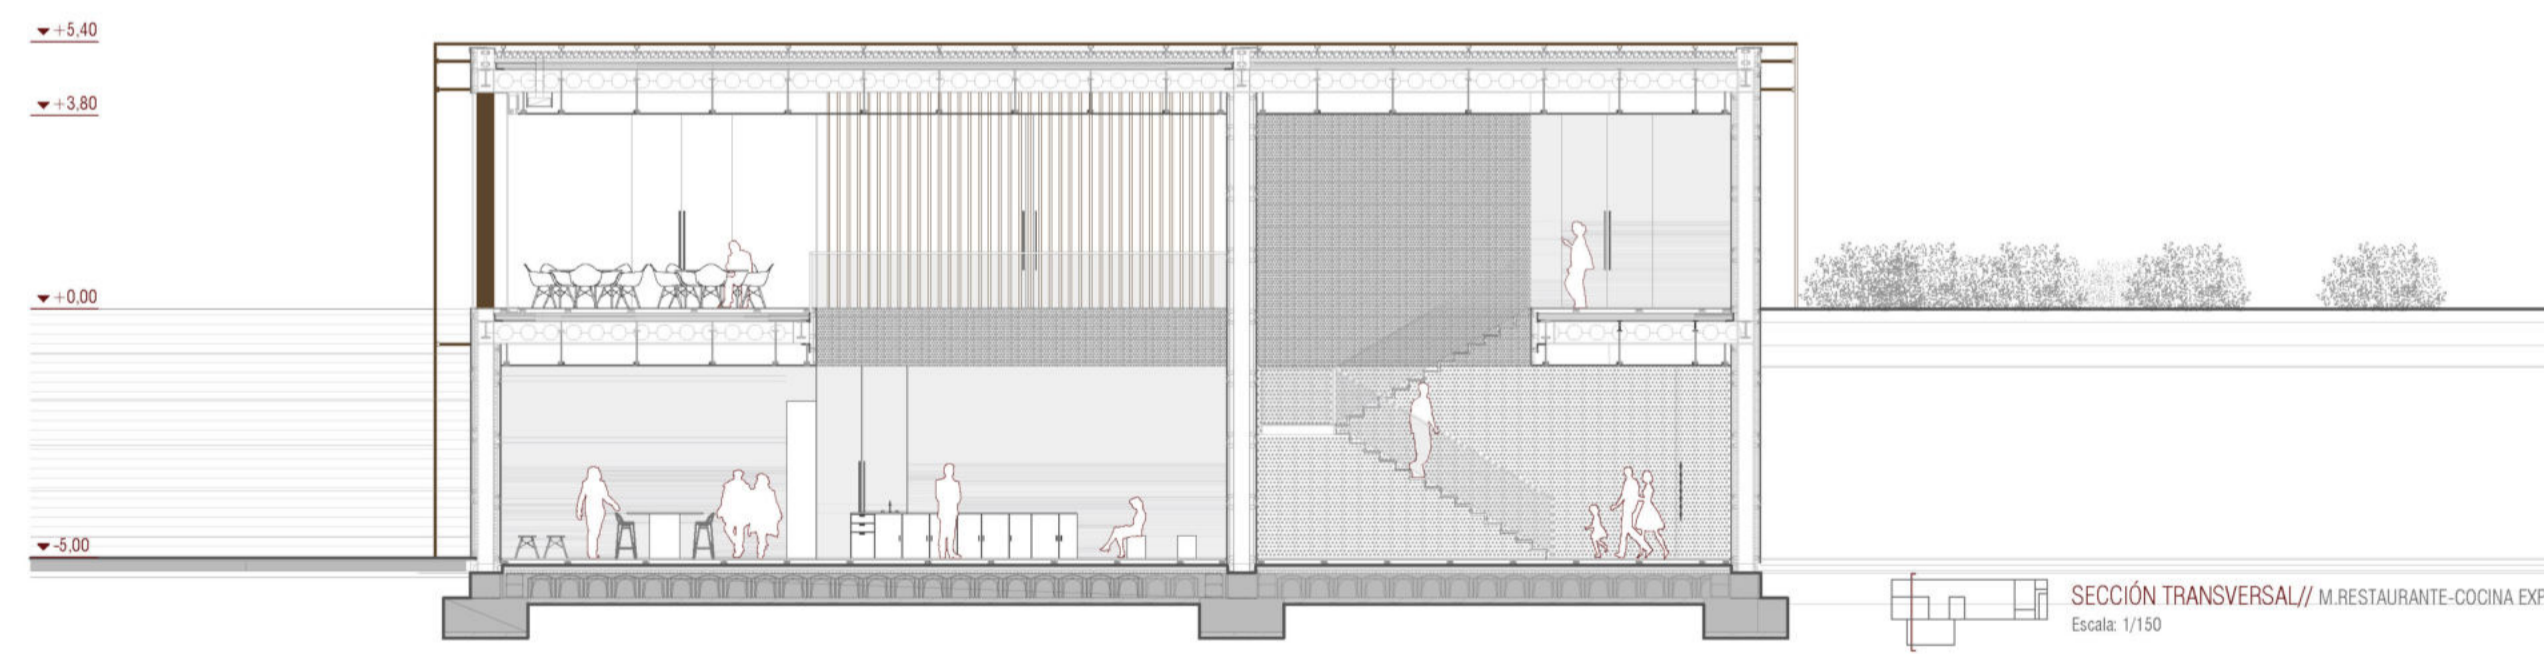 +5,40
+3,80
+0,00
-5,00
SECCIÓN TRANSVERSAL// M.RESTAURANTE-COCINA EXP
Escala: 1/150